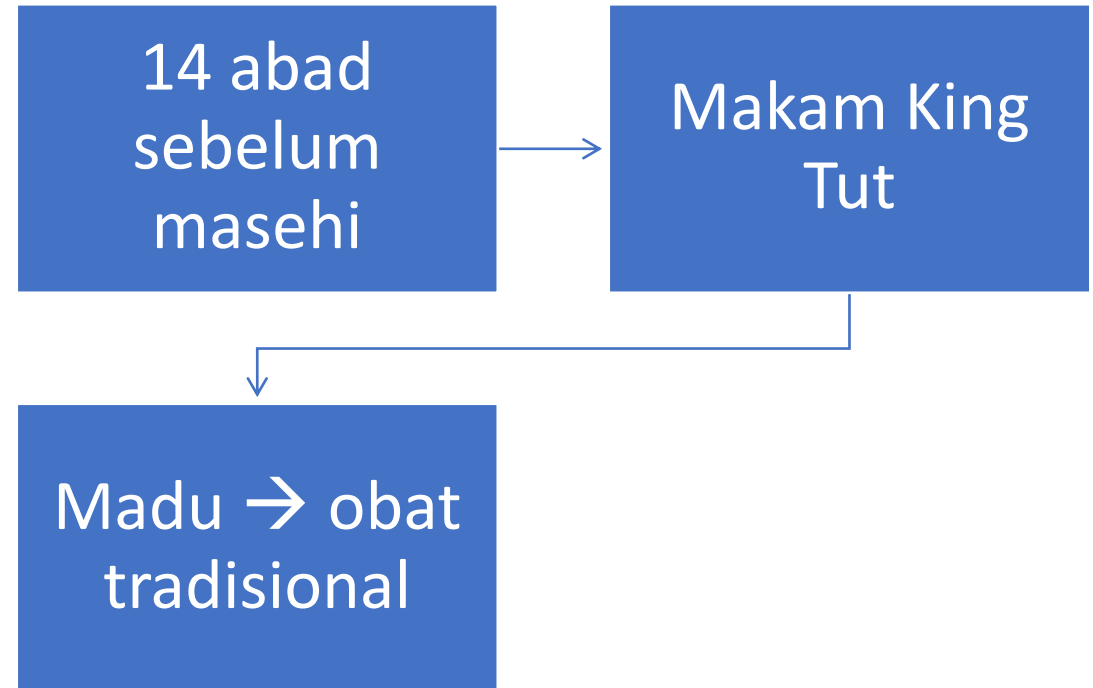 14 abad
sebelum
masehi
Makam King
Tut
Madu → obat
tradisional